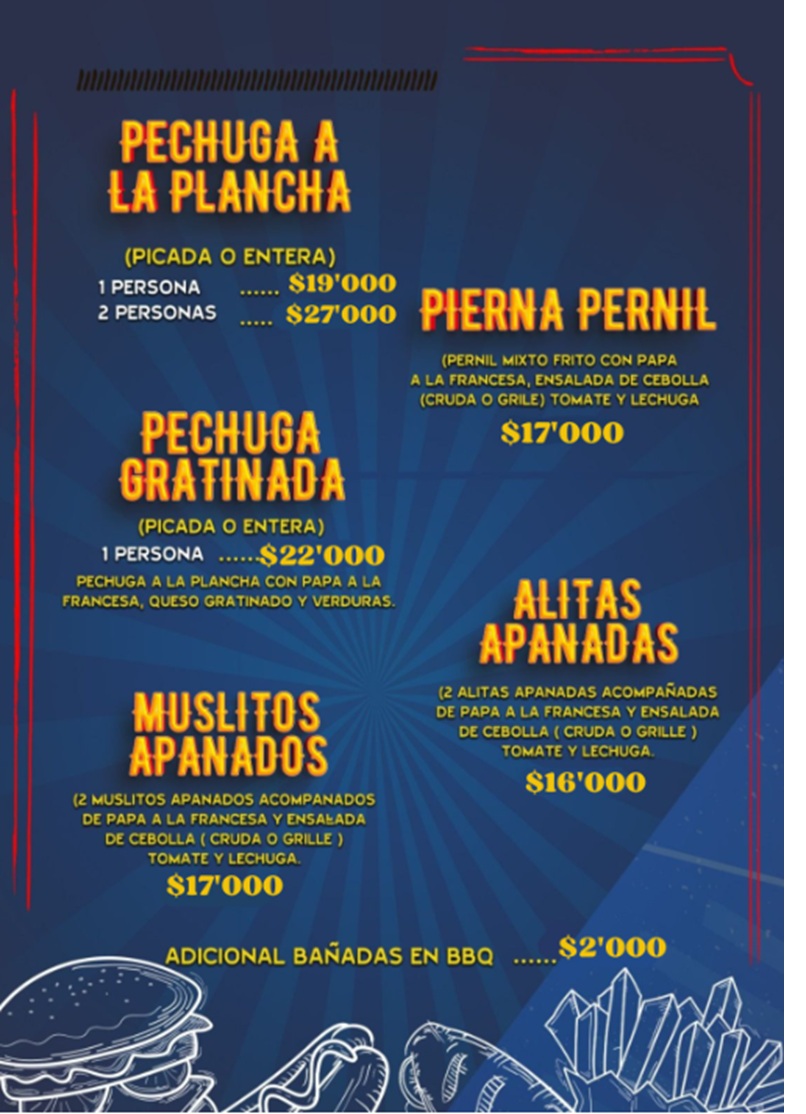 PECHUGA A
LA PLANCHA
(PICADA O ENTERA)
1 PERSONA ...... $19'000
2 PERSONAS ..... $27'000
PIERNA PERNIL
(PERNIL MIXTO FRITO CON PAPA
A LA FRANCESA, ENSALADA DE CEBOLLA
(CRUDA O GRILE) TOMATE Y LECHUGA
$17'000
PECHUGA
GRATINADA
(PICADA O ENTERA)
1 PERSONA ......$22'000
PECHUGA A LA PLANCHA CON PAPA A LA
FRANCESA, QUESO GRATINADO Y VERDURAS.
ALITAS
APANADAS
(2 ALITAS APANADAS ACOMPAÑADAS
DE PAPA A LA FRANCESA Y ENSALADA
DE CEBOLLA ( CRUDA O GRILLE )
TOMATE Y LECHUGA.
$16'000
MUSLITOS
APANADOS
(2 MUSLITOS APANADOS ACOMPANADOS
DE PAPA A LA FRANCESA Y ENSALADA
DE CEBOLLA ( CRUDA O GRILLE )
TOMATE Y LECHUGA.
$17'000
ADICIONAL BAÑADAS EN BBQ ......$2'000